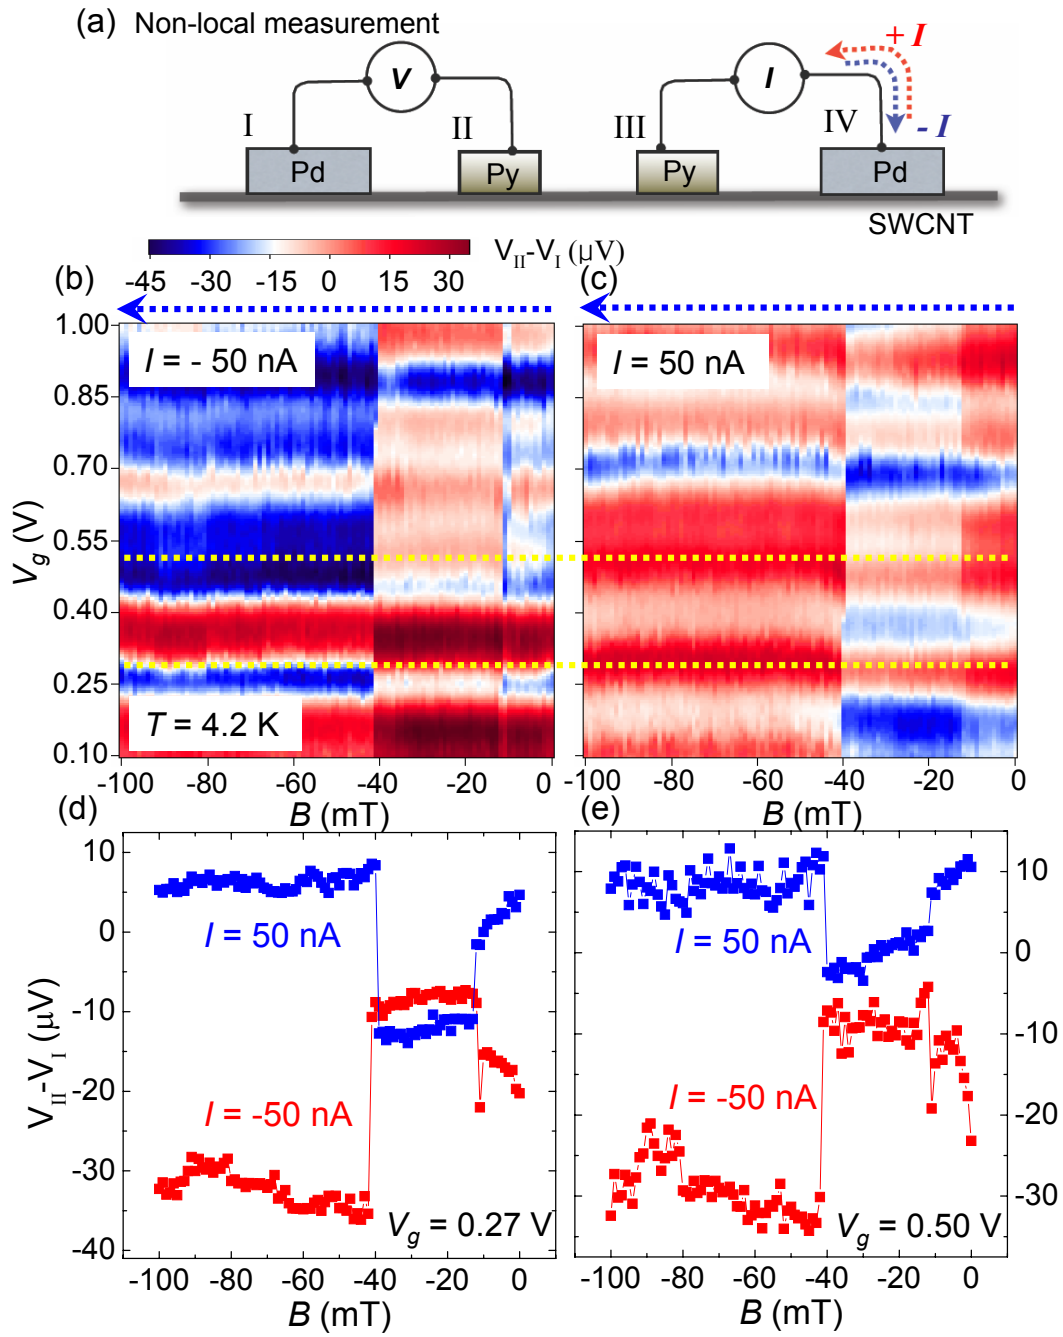 (a) Non-local measurement
+ I
V
I
I
II
III
IV
- I
Pd
Py
Py
Pd
SWCNT
-45 -30 -15 0 15 30
V_II-V_I (μV)
(b)
(c)
1.00
0.85
0.70
0.55
0.40
0.25
0.10
V_g (V)
I = - 50 nA
T = 4.2 K
I = 50 nA
-100 -80 -60 -40 -20 0
B (mT)
-100 -80 -60 -40 -20 0
B (mT)
(d)
10
0
-10
-20
-30
-40
V_II-V_I (μV)
I = 50 nA
I = -50 nA
V_g = 0.27 V
-100 -80 -60 -40 -20 0
B (mT)
(e)
10
0
-10
-20
-30
I = 50 nA
I = -50 nA
V_g = 0.50 V
-100 -80 -60 -40 -20 0
B (mT)